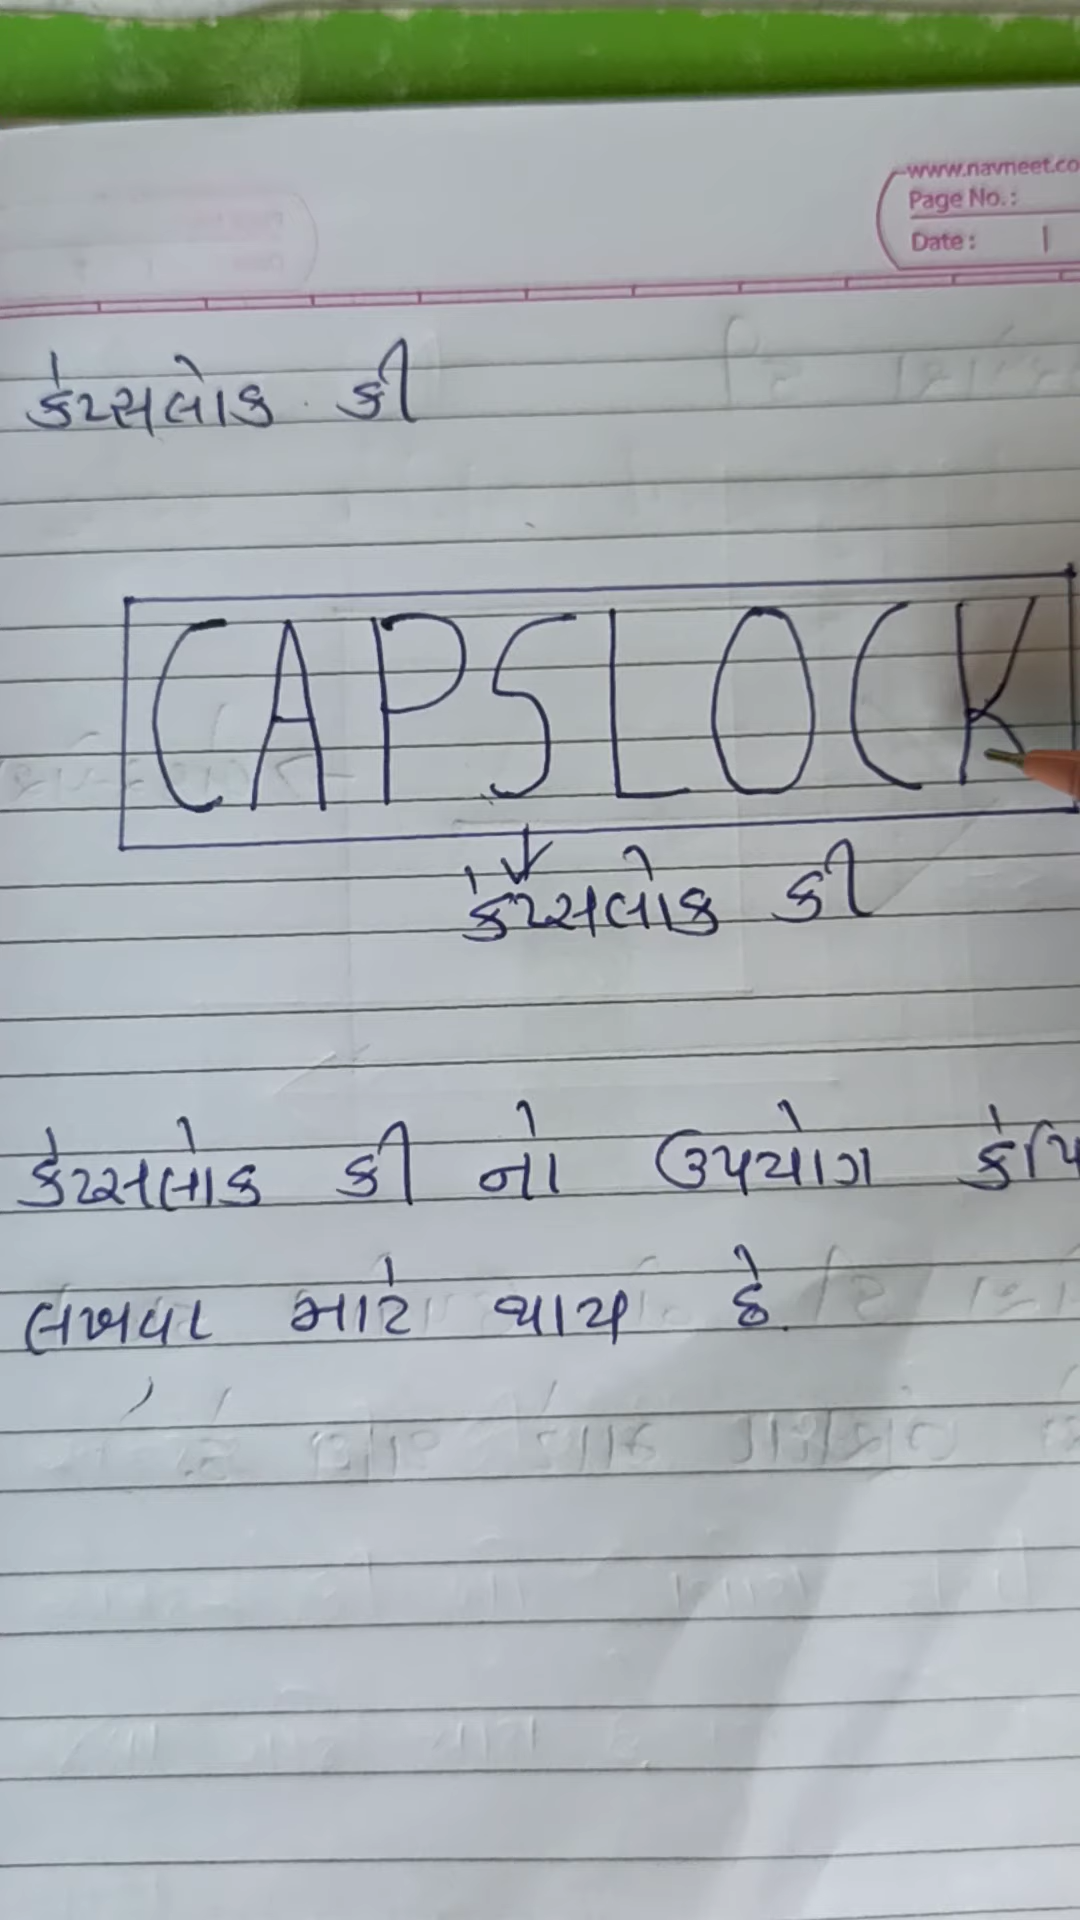 www.navneet.co
Page No.:
Date:
કેપ્સલોક કી
CAPSLOCK
કેપ્સલોક કી
કેપ્સલોક કી નો ઉપયોગ કેપિ
લખવા માટે થાય છે.